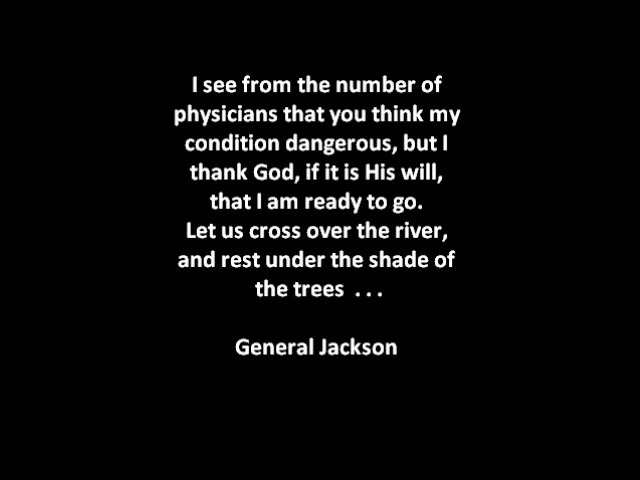 I see from the number of
physicians that you think my
condition dangerous, but I
thank God, if it is His will,
that I am ready to go.
Let us cross over the river,
and rest under the shade of
the trees  . . .
General Jackson